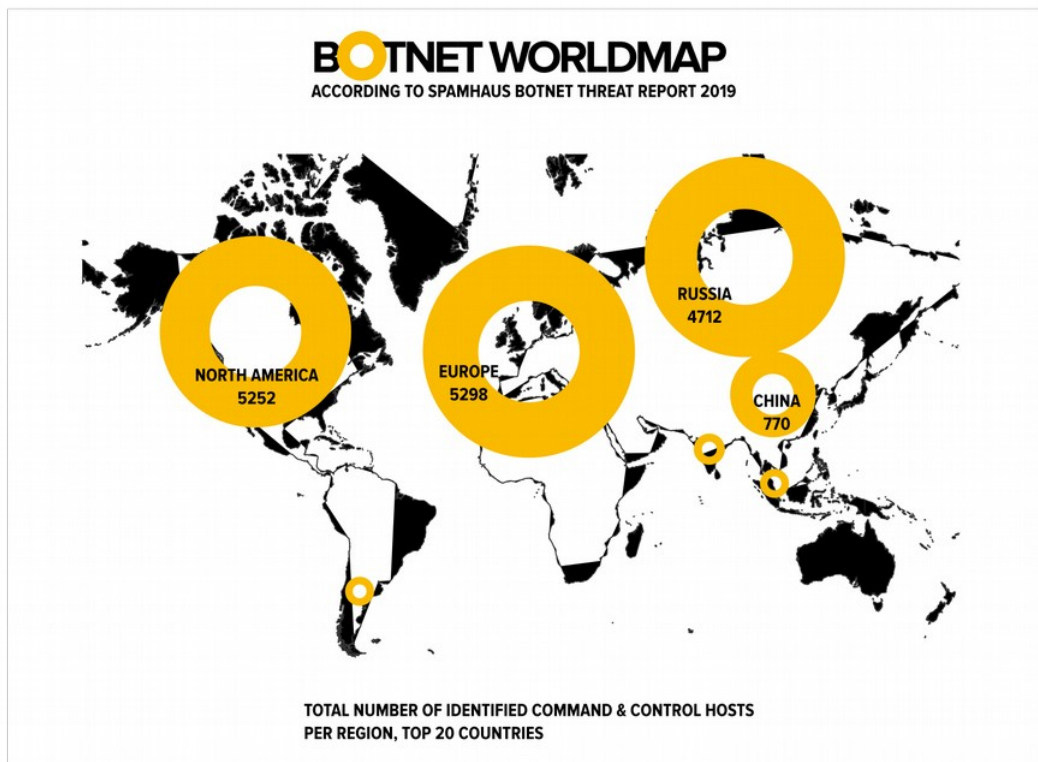 BOTNET WORLDMAP
ACCORDING TO SPAMHAUS BOTNET THREAT REPORT 2019
RUSSIA
4712
NORTH AMERICA
5252
EUROPE
5298
CHINA
770
TOTAL NUMBER OF IDENTIFIED COMMAND & CONTROL HOSTS
PER REGION, TOP 20 COUNTRIES